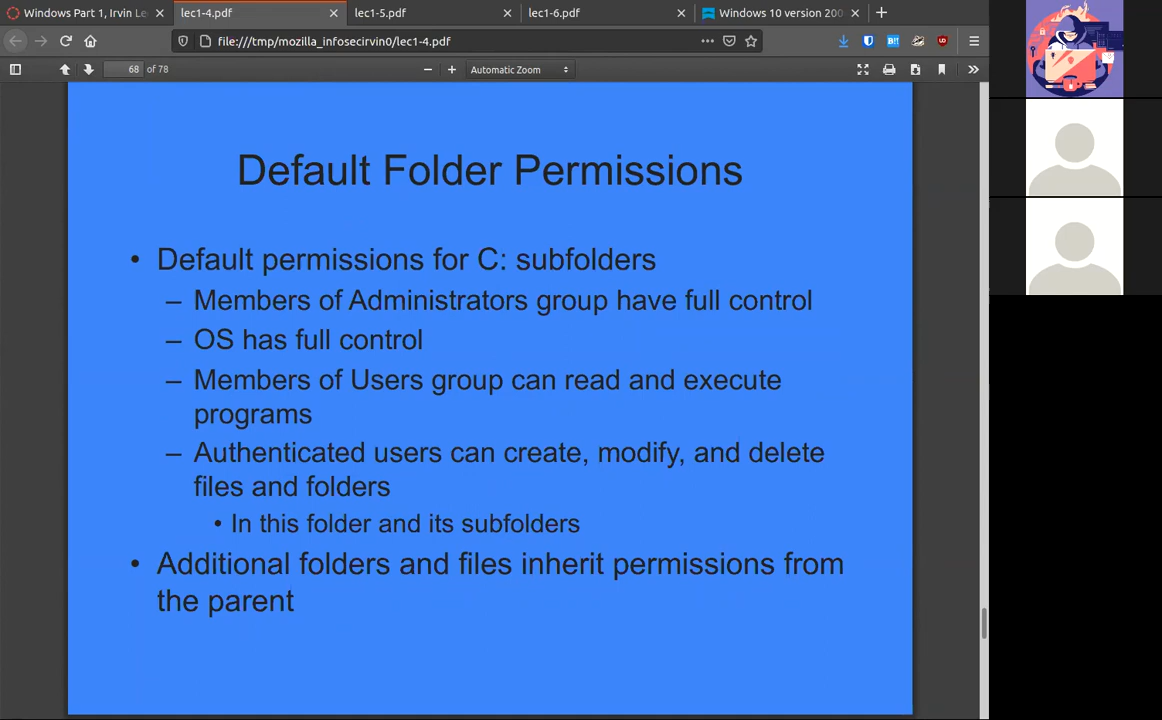 Windows Part 1, Irvin Le
lec1-4.pdf
lec1-5.pdf
lec1-6.pdf
Windows 10 version 200
file:///tmp/mozilla_infosecirvin0/lec1-4.pdf
68 of 78
Automatic Zoom
Default Folder Permissions
• Default permissions for C: subfolders
– Members of Administrators group have full control
– OS has full control
– Members of Users group can read and execute
programs
– Authenticated users can create, modify, and delete
files and folders
• In this folder and its subfolders
• Additional folders and files inherit permissions from
the parent